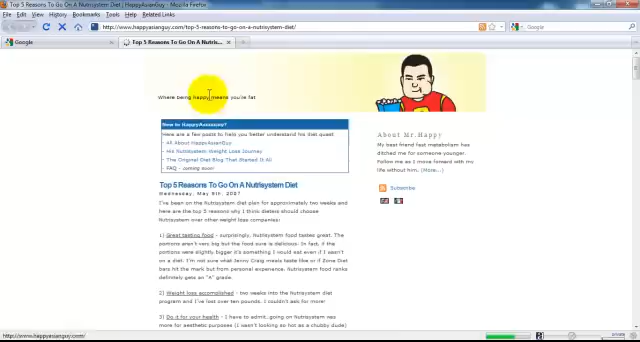 Top 5 Reasons To Go On A Nutrisystem Diet | HappyAsianGuy - Mozilla Firefox
File Edit View History Bookmarks Tools Help Related Links
http://www.happyasianguy.com/top-5-reasons-to-go-on-a-nutrisystem-diet/
Google
Google
Top 5 Reasons To Go On A Nutris...
Where being happy means you're fat
New to HappyAsianGuy?
Here are a few posts to help you better understand his diet quest
- All About HappyAsianGuy
- His Nutrisystem Weight Loss Journey
- The Original Diet Blog That Started It All
- FAQ - coming soon!
Top 5 Reasons To Go On A Nutrisystem Diet
Wednesday, May 9th, 2007
I've been on the Nutrisystem diet plan for approximately two weeks and
here are the top 5 reasons why I think dieters should choose
Nutrisystem over other weight loss companies:
1) Great tasting food - surprisingly, Nutrisystem food tastes great. The
portions aren't very big but the food sure is delicious. In fact, if the
portions were slightly bigger it's something I would eat even if I wasn't
on a diet. I'm not sure what Jenny Craig meals taste like or if Zone Diet
bars hit the mark but from personal experience, Nutrisystem food ranks
definitely gets an "A" grade.
2) Weight loss accomplished - two weeks into the Nutrisystem diet
program and I've lost over ten pounds. I couldn't ask for more!
3) Do it for your health - I have to admit...going on Nutrisystem was
more for aesthetic purposes (I wasn't looking so hot as a chubby dude)
About Mr.Happy
My best friend fast metabolism has
ditched me for someone younger.
Follow me as I move forward with my
life without him. (More...)
Subscribe
http://www.happyasianguy.com/